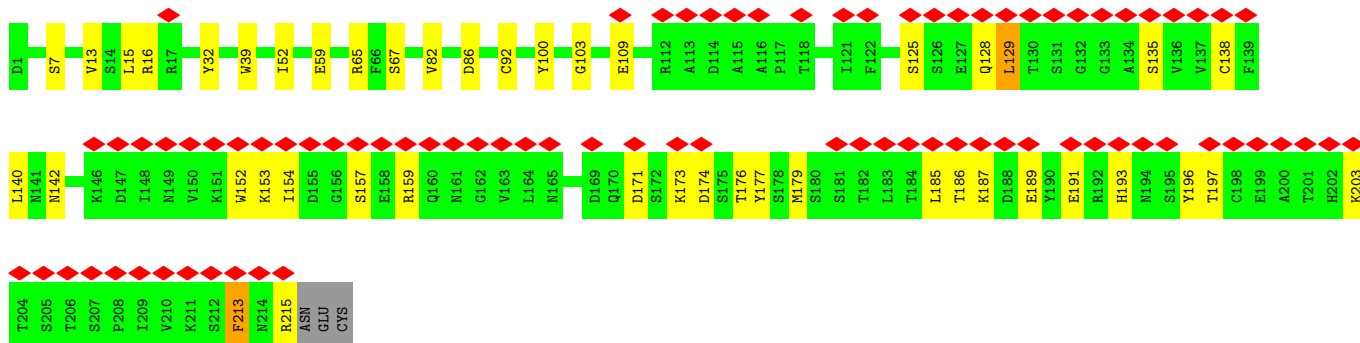 D1 S7 V13 S14 L15 R16 R17 Y32 W39 I52 E59 R65 F66 S67 V82 D86 C92 Y100 G103 E109 R112 A113 D114 A115 A116 P117 T118 I121 F122 S125 S126 E127 Q128 L129 T130 S131 G132 G133 A134 S135 V136 V137 C138 F139
L140 N141 N142 K146 D147 I148 N149 V150 K151 W152 K153 I154 D155 G156 S157 E158 R159 Q160 N161 G162 V163 L164 N165 D169 Q170 D171 S172 K173 D174 S175 T176 Y177 S178 M179 S180 S181 T182 L183 T184 L185 T186 K187 D188 E189 Y190 E191 R192 H193 N194 S195 Y196 T197 C198 E199 A200 T201 H202 K203
T204 S205 T206 S207 P208 I209 V210 K211 S212 F213 N214 R215 ASN GLU CYS